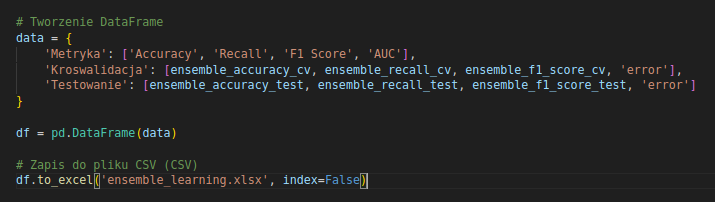 # Tworzenie DataFrame
data = {
    'Metryka': ['Accuracy', 'Recall', 'F1 Score', 'AUC'],
    'Kroswalidacja': [ensemble_accuracy_cv, ensemble_recall_cv, ensemble_f1_score_cv, 'error'],
    'Testowanie': [ensemble_accuracy_test, ensemble_recall_test, ensemble_f1_score_test, 'error']
}
df = pd.DataFrame(data)
# Zapis do pliku CSV (CSV)
df.to_excel('ensemble_learning.xlsx', index=False)